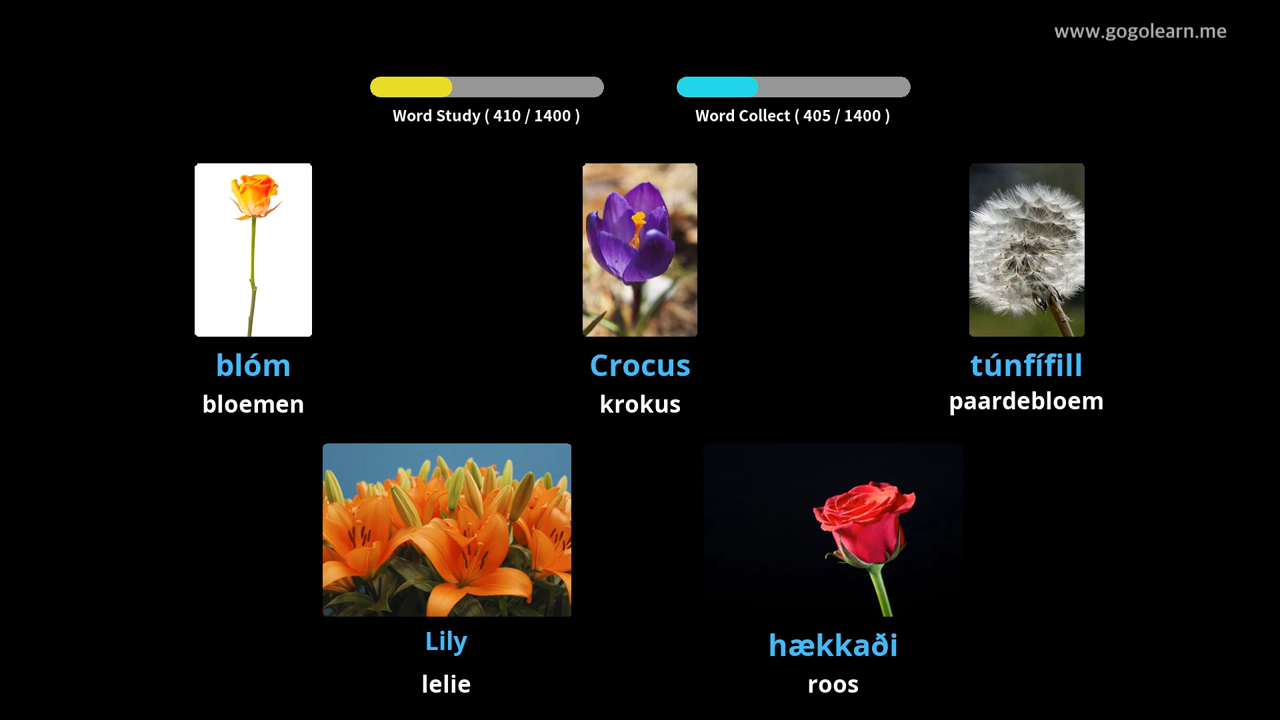 www.gogolearn.me
Word Study ( 410 / 1400 )
Word Collect ( 405 / 1400 )
blóm
bloemen
Crocus
krokus
túnfífill
paardebloem
Lily
lelie
hækkaði
roos